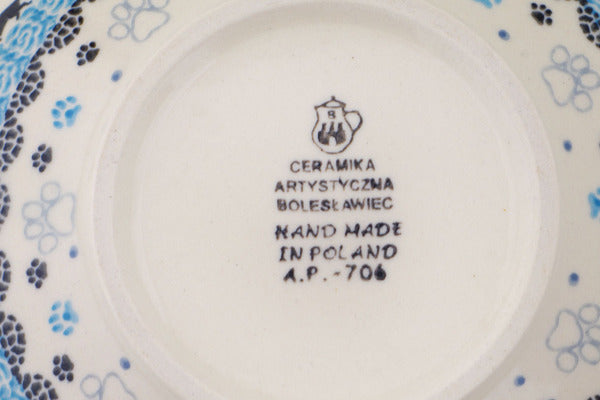 B
CERAMIKA
ARTYSTYCZNA
BOLESŁAWIEC
HAND MADE
IN POLAND
A.P.-706